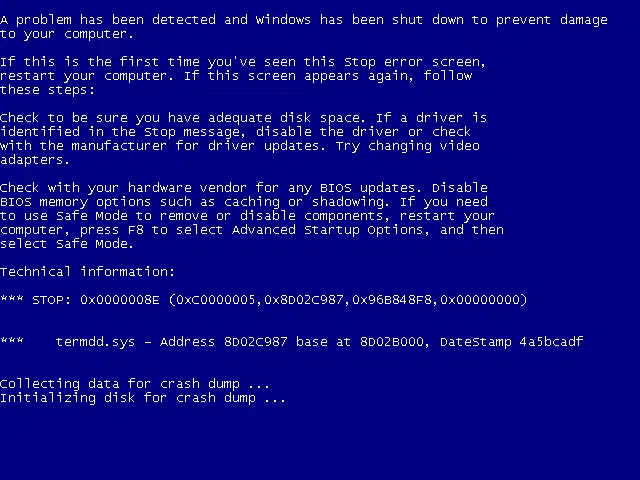 A problem has been detected and Windows has been shut down to prevent damage
to your computer.
If this is the first time you've seen this Stop error screen,
restart your computer. If this screen appears again, follow
these steps:
Check to be sure you have adequate disk space. If a driver is
identified in the Stop message, disable the driver or check
with the manufacturer for driver updates. Try changing video
adapters.
Check with your hardware vendor for any BIOS updates. Disable
BIOS memory options such as caching or shadowing. If you need
to use Safe Mode to remove or disable components, restart your
computer, press F8 to select Advanced Startup Options, and then
select Safe Mode.
Technical information:
*** STOP: 0x0000008E (0xC0000005,0x8D02C987,0x96B848F8,0x00000000)
***    termdd.sys – Address 8D02C987 base at 8D02B000, DateStamp 4a5bcadf
Collecting data for crash dump ...
Initializing disk for crash dump ...